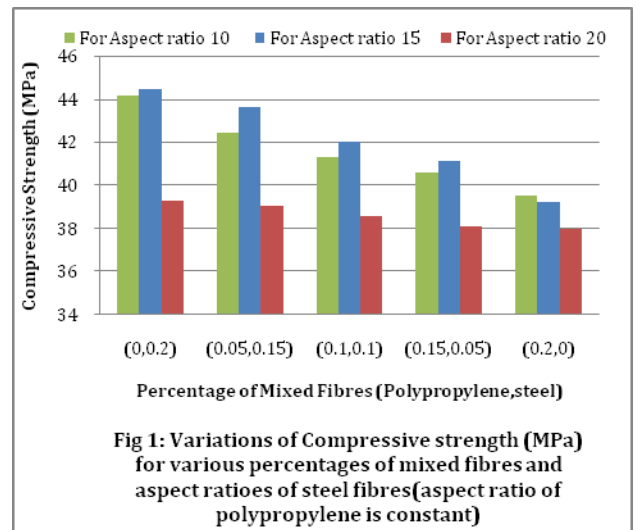 For Aspect ratio 10 For Aspect ratio 15 For Aspect ratio 20
Compressive Strength (MPa)
46
44
42
40
38
36
34
(0,0.2) (0.05,0.15) (0.1,0.1) (0.15,0.05) (0.2,0)
Percentage of Mixed Fibres (Polypropylene,steel)
Fig 1: Variations of Compressive strength (MPa)
for various percentages of mixed fibres and
aspect ratioes of steel fibres(aspect ratio of
polypropylene is constant)